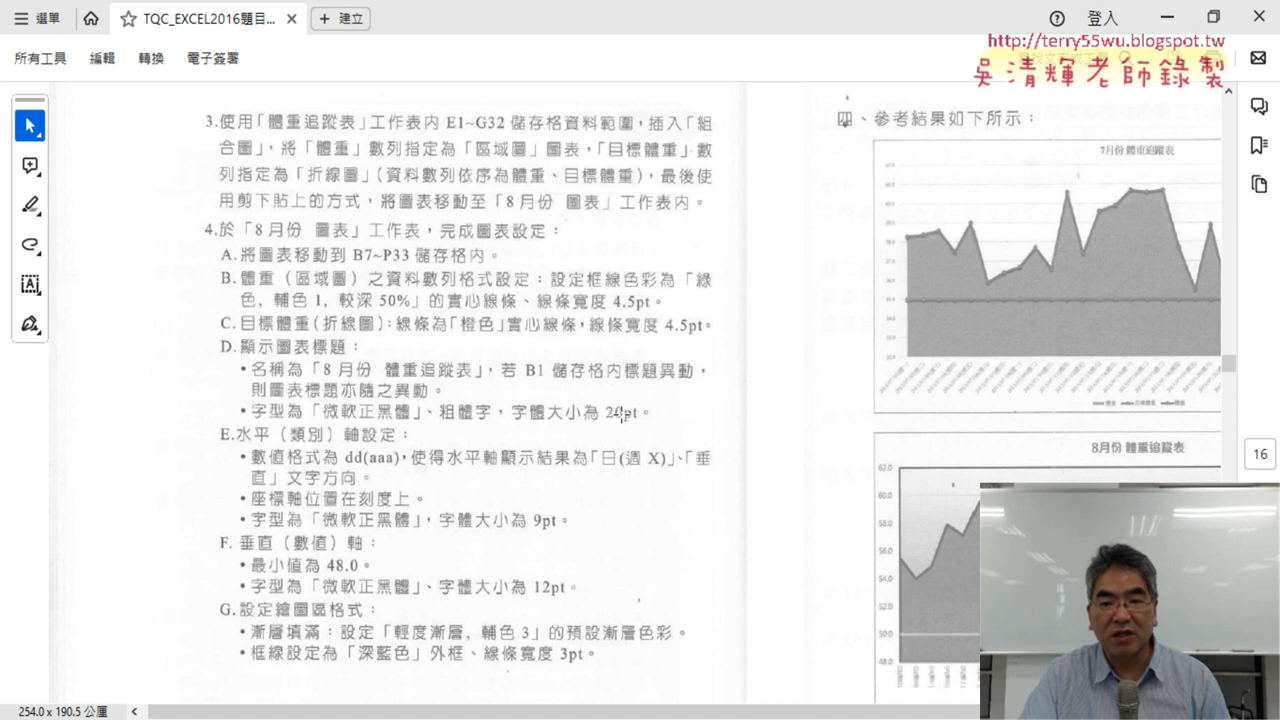 選單
TQC_EXCEL2016題目...
建立
登入
http://terry55wu.blogspot.tw
吳清輝老師錄製
所有工具
編輯
轉換
電子簽署
3.使用「體重追蹤表」工作表內 E1~G32 儲存格資料範圍，插入「組
合圖」，將「體重」數列指定為「區域圖」圖表，「目標體重」數
列指定為「折線圖」(資料數列依序為體重、目標體重)，最後使
用剪下貼上的方式，將圖表移動至「8 月份 圖表」工作表內。
4.於「8 月份 圖表」工作表，完成圖表設定：
A.將圖表移動到 B7~P33 儲存格內。
B.體重（區域圖）之資料數列格式設定：設定框線色彩為「綠
色, 輔色 1, 較深 50%」的實心線條、線條寬度 4.5pt。
C.目標體重(折線圖)：線條為「橙色」實心線條，線條寬度 4.5pt。
D.顯示圖表標題：
•名稱為「8 月份 體重追蹤表」，若 B1 儲存格內標題異動，
則圖表標題亦隨之異動。
•字型為「微軟正黑體」、粗體字，字體大小為 20pt。
E.水平（類別）軸設定：
•數值格式為 dd(aaa)，使得水平軸顯示結果為「日(週 X)」、「垂
直」文字方向。
•座標軸位置在刻度上。
•字型為「微軟正黑體」，字體大小為 9pt。
F. 垂直（數值）軸：
•最小值為 48.0。
•字型為「微軟正黑體」、字體大小為 12pt。
G.設定繪圖區格式：
•漸層填滿：設定「輕度漸層, 輔色 3」的預設漸層色彩。
•框線設定為「深藍色」外框、線條寬度 3pt。
四、參考結果如下所示：
7月份 體重追蹤表
8月份 體重追蹤表
62.0
60.0
58.0
56.0
54.0
52.0
50.0
48.0
16
254.0 x 190.5 公厘